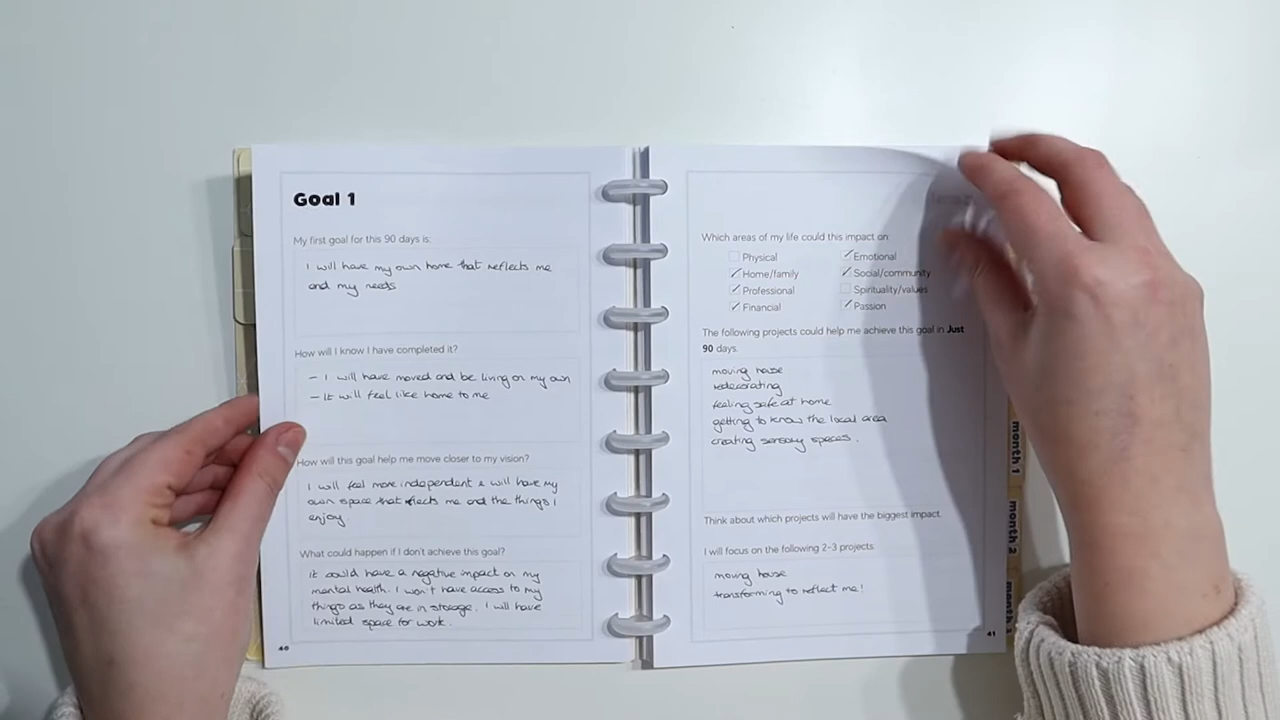 Goal 1
My first goal for this 90 days is:
I will have my own home that reflects me
and my needs
How will I know I have completed it?
- I will have moved and be living on my own
- It will feel like home to me
How will this goal help me move closer to my vision?
I will feel more independent & will have my
own space that reflects me and the things I
enjoy
What could happen if I don't achieve this goal?
it could have a negative impact on my
mental health. I won't have access to my
things as they are in storage. I will have
limited space for work.
40
Which areas of my life could this impact on:
Physical
Emotional
Home/family
Social/community
Professional
Spirituality/values
Financial
Passion
The following projects could help me achieve this goal in Just
90 days.
moving house
redecorating
feeling safe at home
getting to know the local area
creating sensory spaces.
Think about which projects will have the biggest impact.
I will focus on the following 2-3 projects:
moving house
transforming to reflect me!
41
month 1
month 2
month